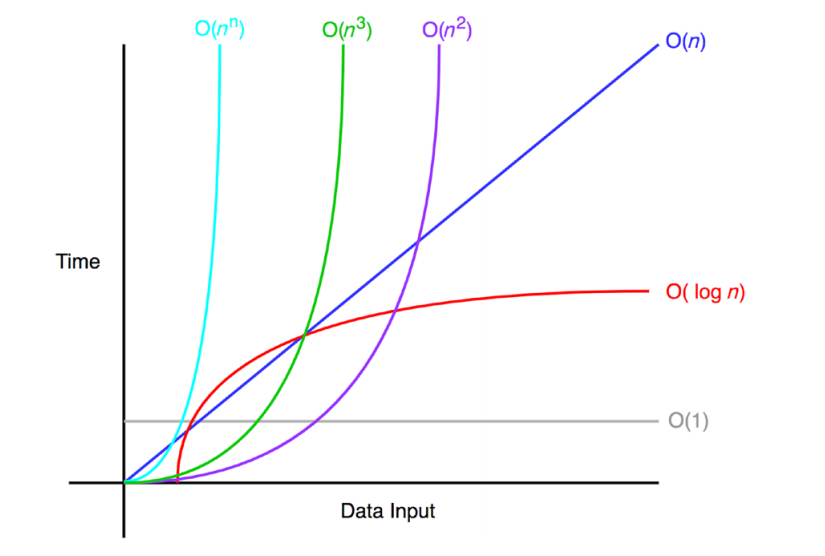 O(nⁿ)
O(n³)
O(n²)
O(n)
Time
O( log n)
O(1)
Data Input